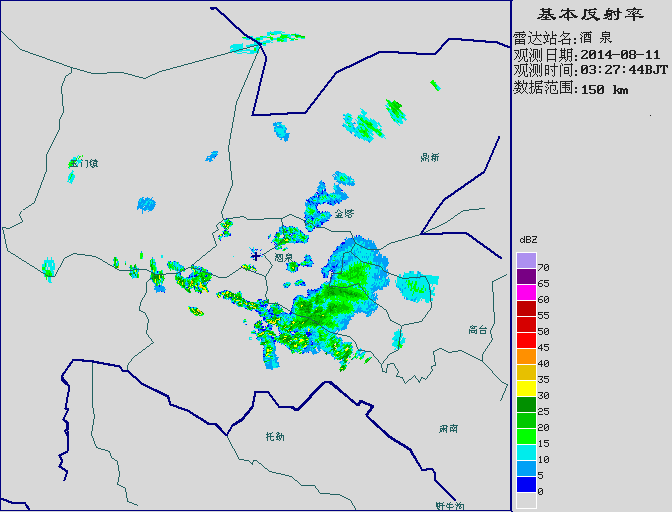 基本反射率
雷达站名:酒 泉
观测日期:2014-08-11
观测时间:03:27:44BJT
数据范围:150 km
鼎新
玉门镇
金塔
酒泉
高台
肃南
托勒
野牛沟
dBZ
70
65
60
55
50
45
40
35
30
25
20
15
10
5
0